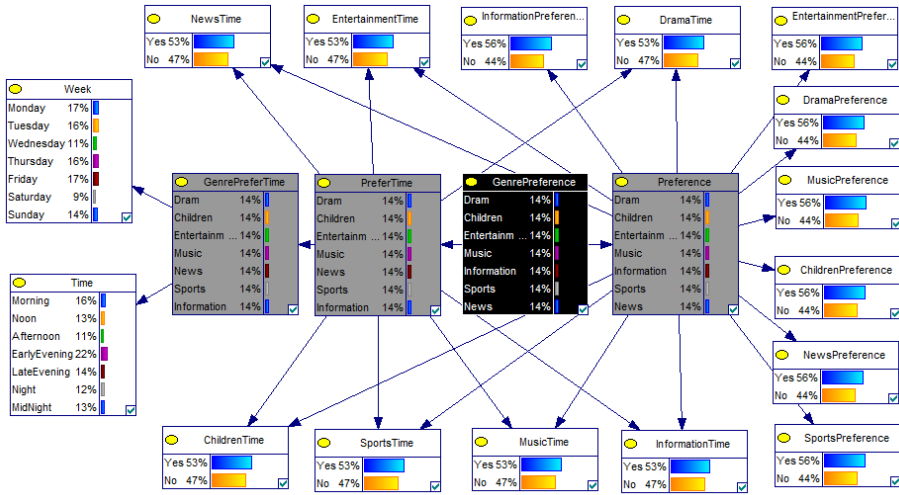 NewsTime
Yes 53%
No 47%
EntertainmentTime
Yes 53%
No 47%
InformationPreferen...
Yes 56%
No 44%
DramaTime
Yes 53%
No 47%
EntertainmentPrefer...
Yes 56%
No 44%
Week
Monday 17%
Tuesday 16%
Wednesday 11%
Thursday 16%
Friday 17%
Saturday 9%
Sunday 14%
DramaPreference
Yes 56%
No 44%
GenrePreferTime
Dram 14%
Children 14%
Entertainm ... 14%
Music 14%
News 14%
Sports 14%
Information 14%
PreferTime
Dram 14%
Children 14%
Entertainm ... 14%
Music 14%
News 14%
Sports 14%
Information 14%
GenrePreference
Dram 14%
Children 14%
Entertainm ... 14%
Music 14%
Information 14%
Sports 14%
News 14%
Preference
Dram 14%
Children 14%
Entertainm ... 14%
Music 14%
Information 14%
Sports 14%
News 14%
MusicPreference
Yes 56%
No 44%
Time
Morning 16%
Noon 13%
Afternoon 11%
EarlyEvening 22%
LateEvening 14%
Night 12%
MidNight 13%
ChildrenPreference
Yes 56%
No 44%
NewsPreference
Yes 56%
No 44%
ChildrenTime
Yes 53%
No 47%
SportsTime
Yes 53%
No 47%
MusicTime
Yes 53%
No 47%
InformationTime
Yes 53%
No 47%
SportsPreference
Yes 56%
No 44%